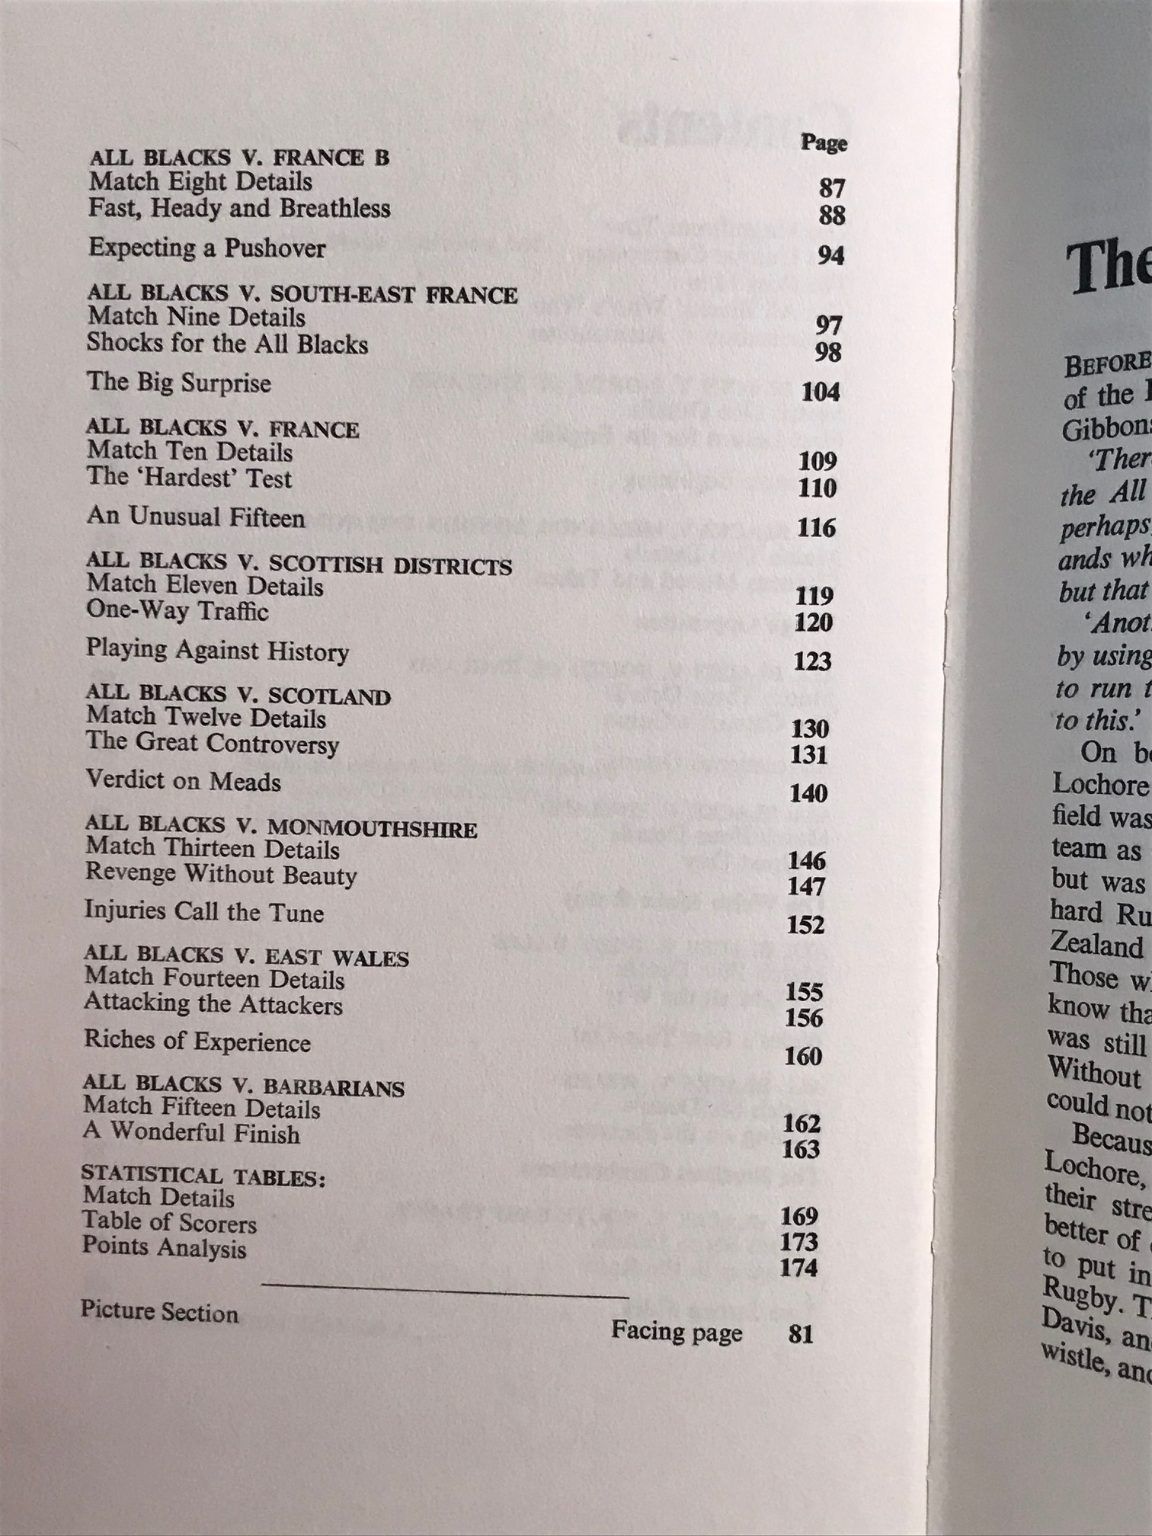 Page
ALL BLACKS V. FRANCE B
Match Eight Details 87
Fast, Heady and Breathless 88
Expecting a Pushover 94
ALL BLACKS V. SOUTH-EAST FRANCE
Match Nine Details 97
Shocks for the All Blacks 98
The Big Surprise 104
ALL BLACKS V. FRANCE
Match Ten Details 109
The ‘Hardest’ Test 110
An Unusual Fifteen 116
ALL BLACKS V. SCOTTISH DISTRICTS
Match Eleven Details 119
One-Way Traffic 120
Playing Against History 123
ALL BLACKS V. SCOTLAND
Match Twelve Details 130
The Great Controversy 131
Verdict on Meads 140
ALL BLACKS V. MONMOUTHSHIRE
Match Thirteen Details 146
Revenge Without Beauty 147
Injuries Call the Tune 152
ALL BLACKS V. EAST WALES
Match Fourteen Details 155
Attacking the Attackers 156
Riches of Experience 160
ALL BLACKS V. BARBARIANS
Match Fifteen Details 162
A Wonderful Finish 163
STATISTICAL TABLES:
Match Details 169
Table of Scorers 173
Points Analysis 174
Picture Section Facing page 81
The
BEFORE
of the
Gibbons
‘Ther
the All
perhaps,
ands wh
but that
‘Anot
by using
to run t
to this.’
On be
Lochore
field was
team as
but was
hard Ru
Zealand
Those wh
know tha
was still
Without
could not
Becaus
Lochore,
their stre
better of
to put in
Rugby. T
Davis, an
wistle, and